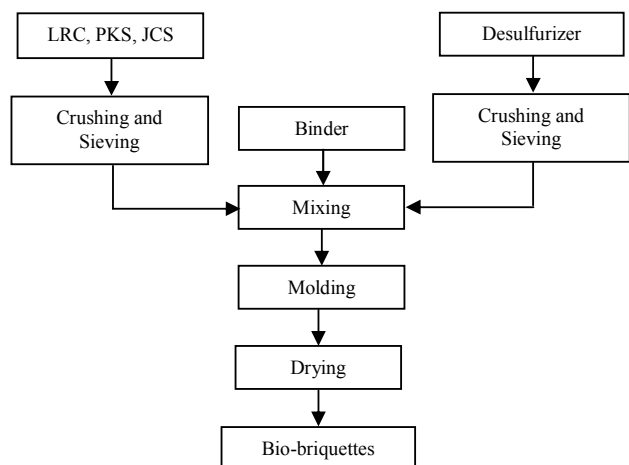 LRC, PKS, JCS
Desulfurizer
Crushing and
Sieving
Binder
Crushing and
Sieving
Mixing
Molding
Drying
Bio-briquettes